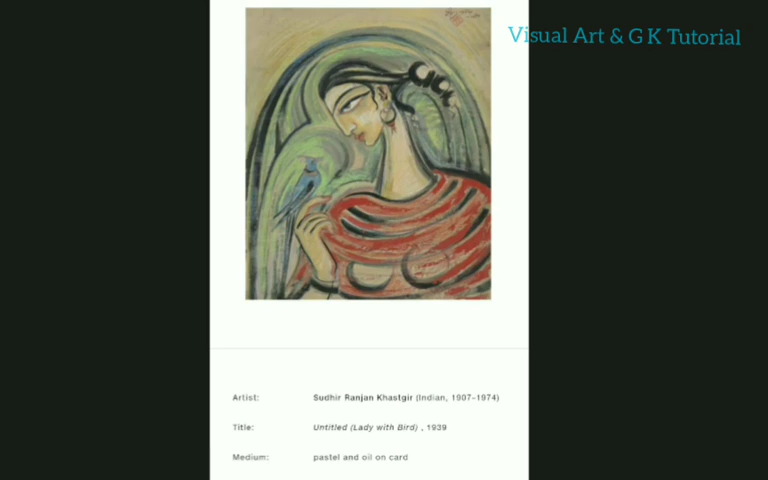 Visual Art & G K Tutorial
Artist: Sudhir Ranjan Khastgir (Indian, 1907-1974)
Title: Untitled (Lady with Bird) , 1939
Medium: pastel and oil on card